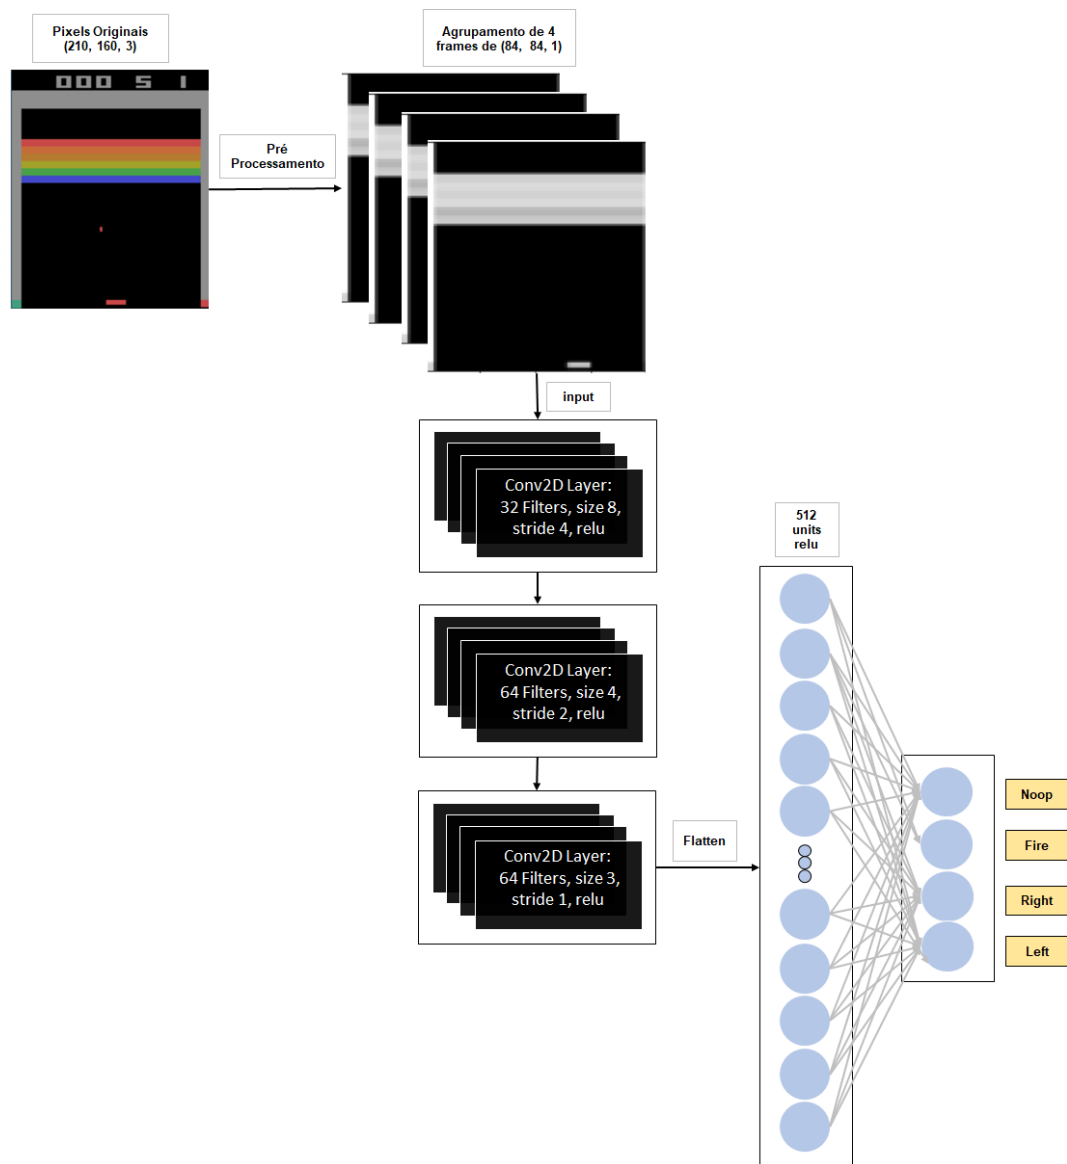 Pixels Originais
(210, 160, 3)
Agrupamento de 4
frames de (84, 84, 1)
000 5 1
Pré
Processamento
input
Conv2D Layer:
32 Filters, size 8,
stride 4, relu
Conv2D Layer:
64 Filters, size 4,
stride 2, relu
Conv2D Layer:
64 Filters, size 3,
stride 1, relu
Flatten
512
units
relu
Noop
Fire
Right
Left